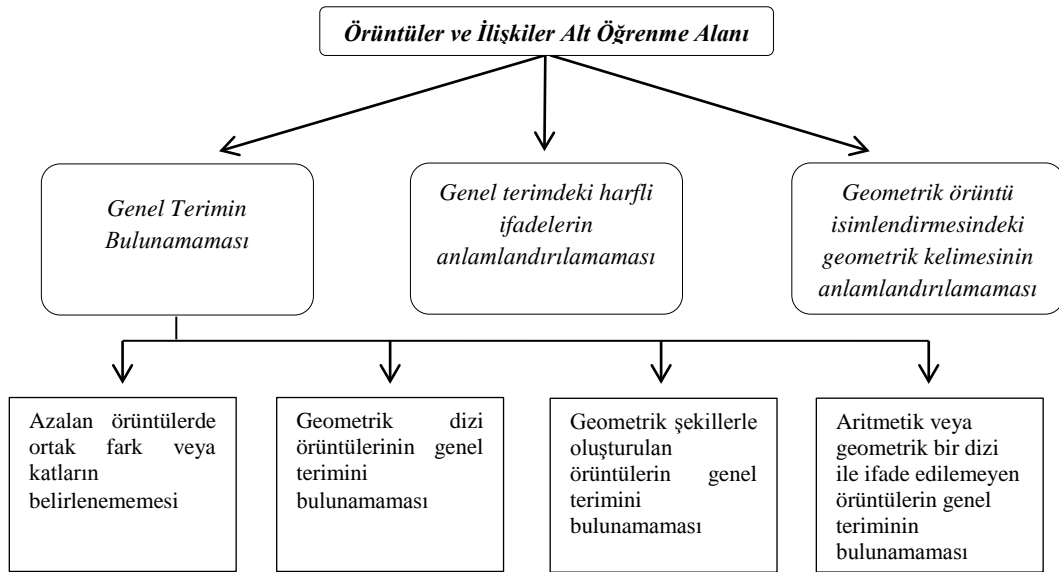 Örüntüler ve İlişkiler Alt Öğrenme Alanı
Genel Terimin
Bulunamaması
Genel terimdeki harfli
ifadelerin
anlamlandırılamaması
Geometrik örüntü
isimlendirmesindeki
geometrik kelimesinin
anlamlandırılamaması
Azalan örüntülerde
ortak fark veya
katların
belirlenememesi
Geometrik dizi
örüntülerinin genel
terimini
bulunamaması
Geometrik şekillerle
oluşturulan
örüntülerin genel
terimini
bulunamaması
Aritmetik veya
geometrik bir dizi
ile ifade edilemeyen
örüntülerin genel
teriminin
bulunamaması